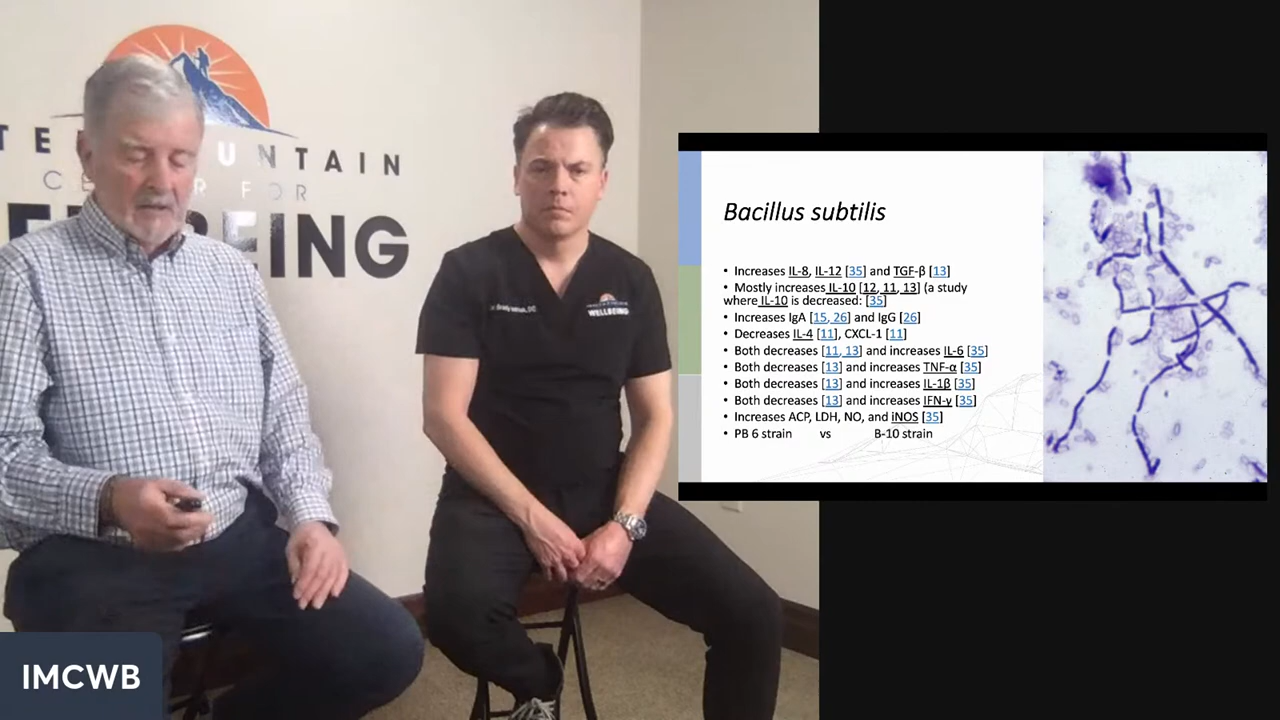 UNTAIN
WELLBEING
IMCWB
DC
WELLBEING
Bacillus subtilis
• Increases IL-8, IL-12 [35] and TGF-β [13]
• Mostly increases IL-10 [12, 11, 13] (a study
where IL-10 is decreased: [35]
• Increases IgA [15, 26] and IgG [26]
• Decreases IL-4 [11], CXCL-1 [11]
• Both decreases [11, 13] and increases IL-6 [35]
• Both decreases [13] and increases TNF-α [35]
• Both decreases [13] and increases IL-1β [35]
• Both decreases [13] and increases IFN-γ [35]
• Increases ACP, LDH, NO, and iNOS [35]
• PB 6 strain vs B-10 strain